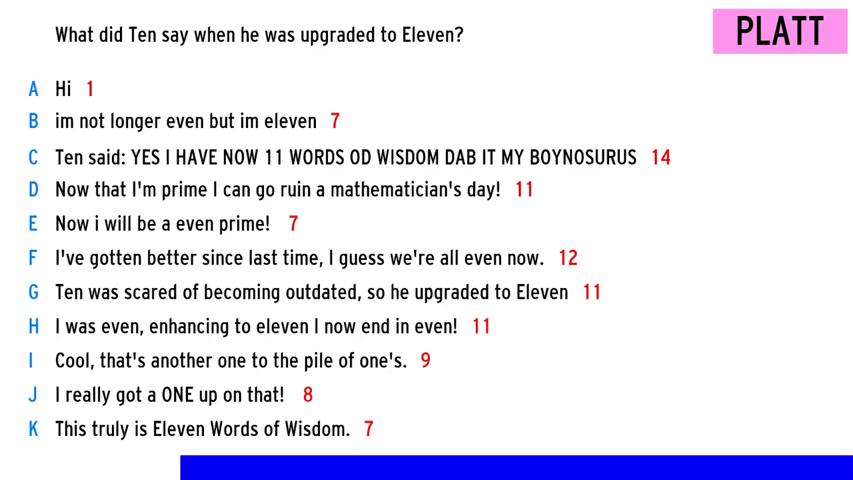 What did Ten say when he was upgraded to Eleven?
PLATT
A Hi 1
B im not longer even but im eleven 7
C Ten said: YES I HAVE NOW 11 WORDS OD WISDOM DAB IT MY BOYNOSURUS 14
D Now that I'm prime I can go ruin a mathematician's day! 11
E Now i will be a even prime! 7
F I've gotten better since last time, I guess we're all even now. 12
G Ten was scared of becoming outdated, so he upgraded to Eleven 11
H I was even, enhancing to eleven I now end in even! 11
I Cool, that's another one to the pile of one's. 9
J I really got a ONE up on that! 8
K This truly is Eleven Words of Wisdom. 7